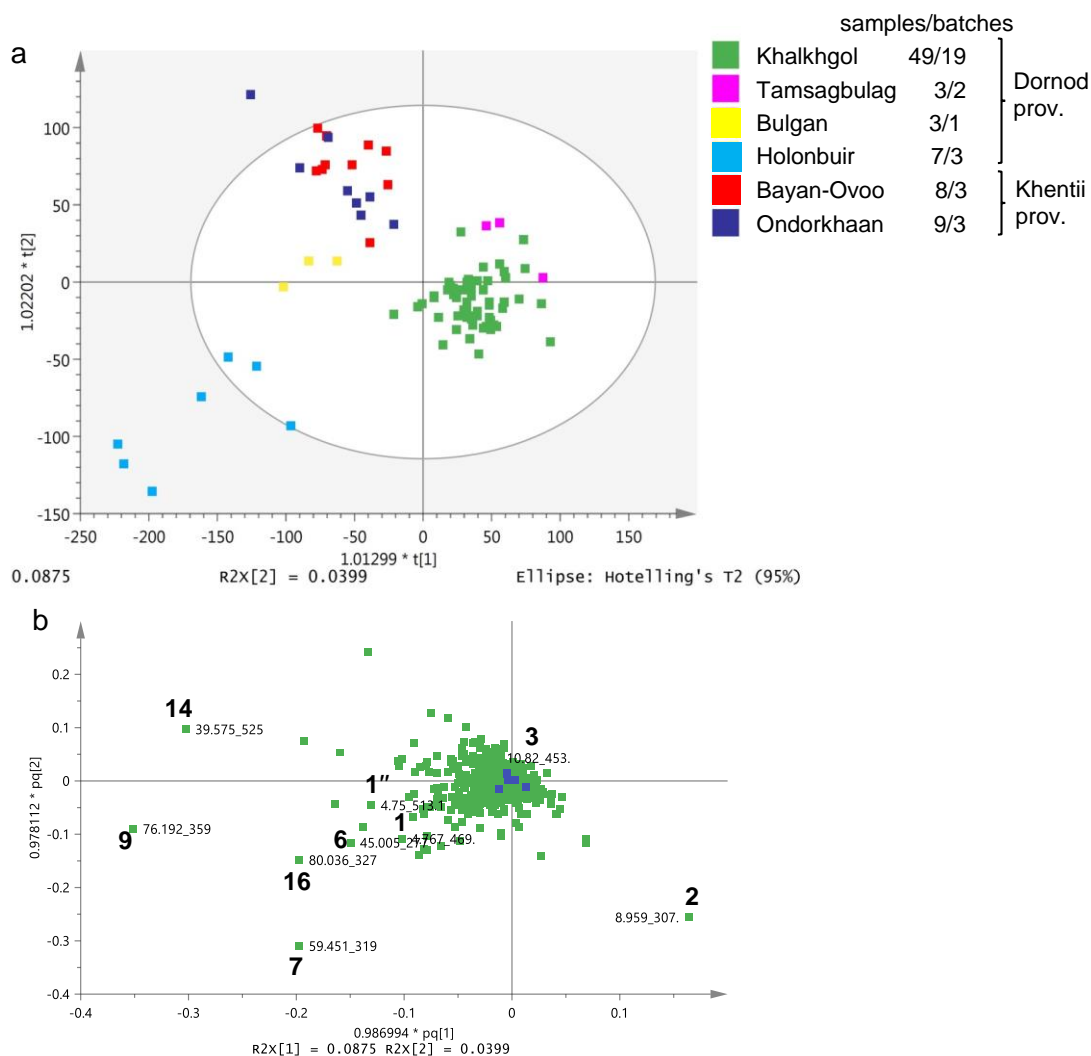 a
samples/batches
Khalkhgol 49/19
Tamsagbulag 3/2
Bulgan 3/1
Holonbuir 7/3
Bayan-Ovoo 8/3
Ondorkhaan 9/3
Dornod
prov.
Khentii
prov.
1.02202 * t[2]
100
50
0
-50
-100
-150
-250 -200 -150 -100 -50 0 50 100 150
1.01299 * t[1]
0.0875 R2X[2] = 0.0399 Ellipse: Hotelling's T2 (95%)
b
0.978112 * pq[2]
0.2
0.1
0
-0.1
-0.2
-0.3
-0.4
14
39.575_525
3
10.82_453.
1″
4.75_513.1
9
76.192_359
1
4.767_469.
6
45.005_277
80.036_327
16
2
8.959_307.
59.451_319
7
-0.4 -0.3 -0.2 -0.1 0 0.1
0.986994 * pq[1]
R2X[1] = 0.0875 R2X[2] = 0.0399